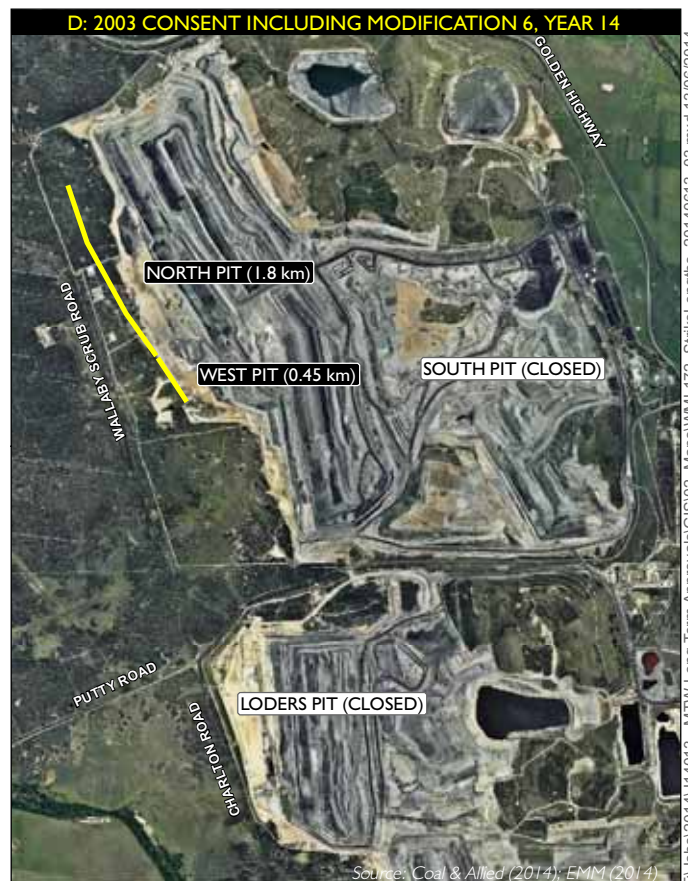 D: 2003 CONSENT INCLUDING MODIFICATION 6, YEAR 14
GOLDEN HIGHWAY
NORTH PIT (1.8 km)
WALLABY SCRUB ROAD
WEST PIT (0.45 km)
SOUTH PIT (CLOSED)
PUTTY ROAD
CHARLTON ROAD
LODERS PIT (CLOSED)
Source: Coal & Allied (2014); EMM (2014)